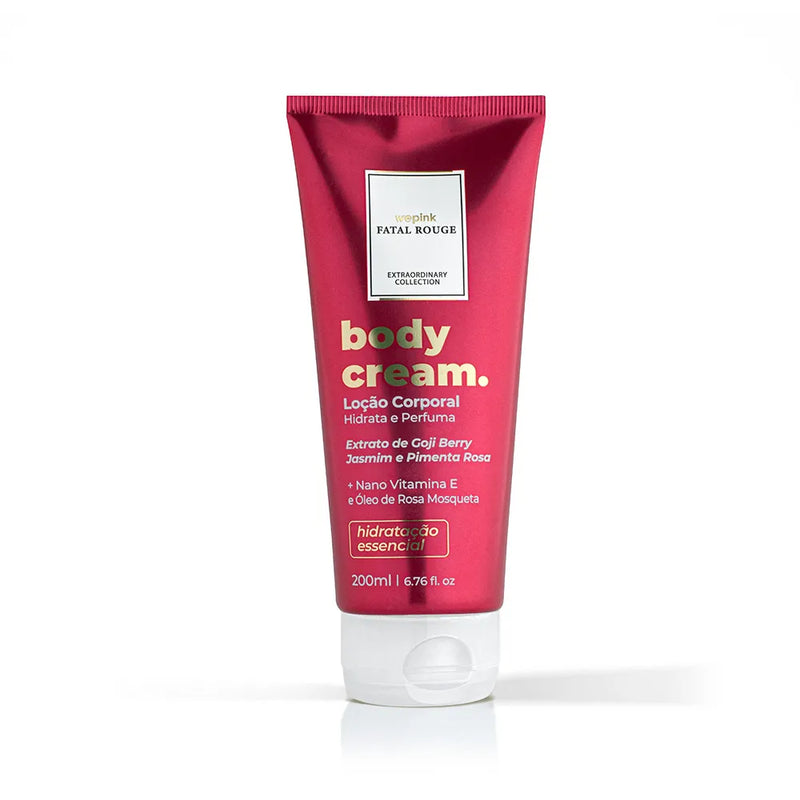 wepink
FATAL ROUGE
EXTRAORDINARY
COLLECTION
body
cream.
Loção Corporal
Hidrata e Perfuma
Extrato de Goji Berry
Jasmim e Pimenta Rosa
+ Nano Vitamina E
e Óleo de Rosa Mosqueta
hidratação
essencial
200ml | 6.76 fl. oz